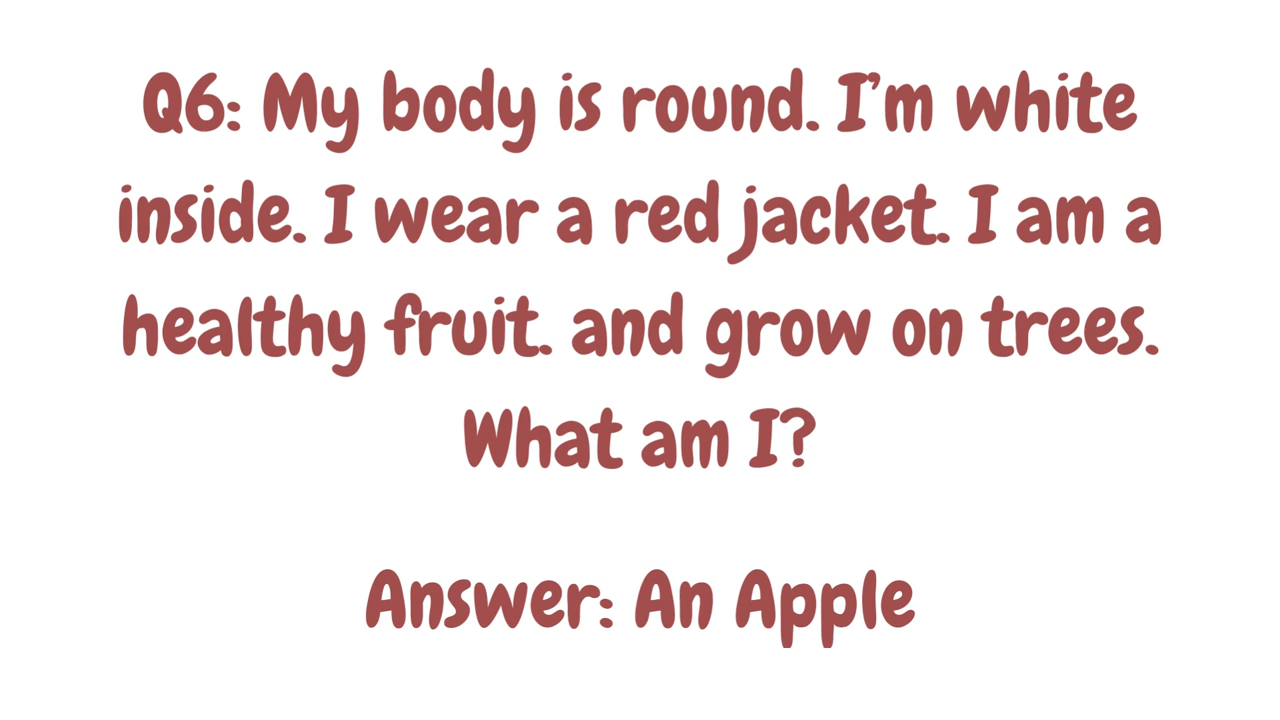 Q6: My body is round. I'm white
inside. I wear a red jacket. I am a
healthy fruit. and grow on trees.
What am I?
Answer: An Apple